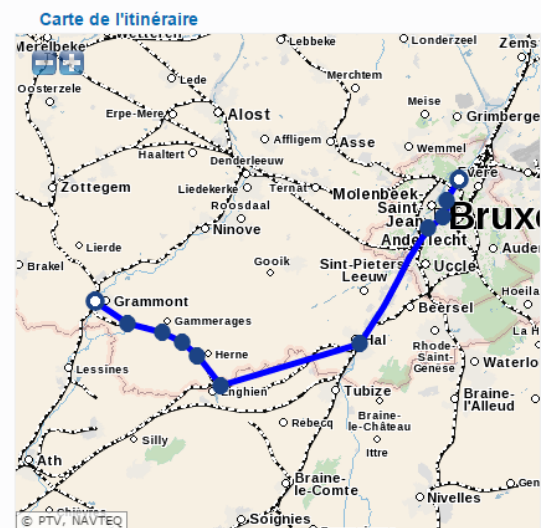 Carte de l'itinéraire
Merelbeke
Wetteren
Lebbeke
Londerzeel
Zems
Oosterzele
Lede
Merchtem
Meise
Grimberge
Erpe-Mere
Alost
Affligem
Asse
Wemmel
Haaltert
Denderleeuw
Evere
Zottegem
Liedekerke
Ternat
Molenbeek-
Saint-
Jean
Bruxe
Roosdaal
Ninove
Anderlecht
Lierde
Gooik
Sint-Pieters
Leeuw
Uccle
Auder
Brakel
Hoeila
Grammont
Gammerages
Beersel
La H
Hal
Rhode-
Saint-
Genèse
Herne
Waterlo
Lessines
Enghien
Tubize
Braine-
l'Alleud
Braine-
le-Château
Rebecq
Silly
Ittre
Ath
Braine-
le-Comte
Gen
Nivelles
Soignies
© PTV, NAVTEQ